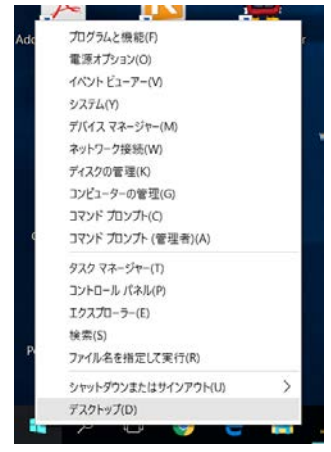 プログラムと機能(F)
電源オプション(O)
イベント ビューアー(V)
システム(Y)
デバイス マネージャー(M)
ネットワーク接続(W)
ディスクの管理(K)
コンピューターの管理(G)
コマンド プロンプト(C)
コマンド プロンプト (管理者)(A)
タスク マネージャー(T)
コントロール パネル(P)
エクスプローラー(E)
検索(S)
ファイル名を指定して実行(R)
シャットダウンまたはサインアウト(U)
デスクトップ(D)